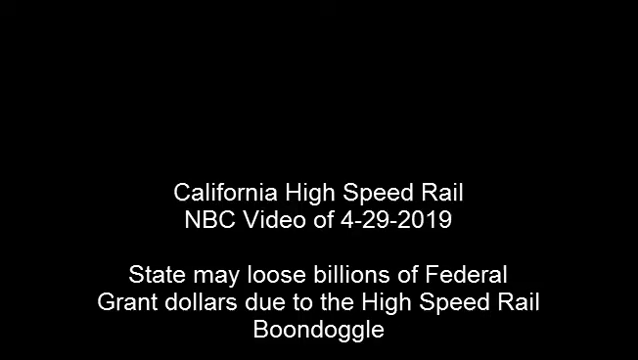 California High Speed Rail
NBC Video of 4-29-2019
State may loose billions of Federal
Grant dollars due to the High Speed Rail
Boondoggle